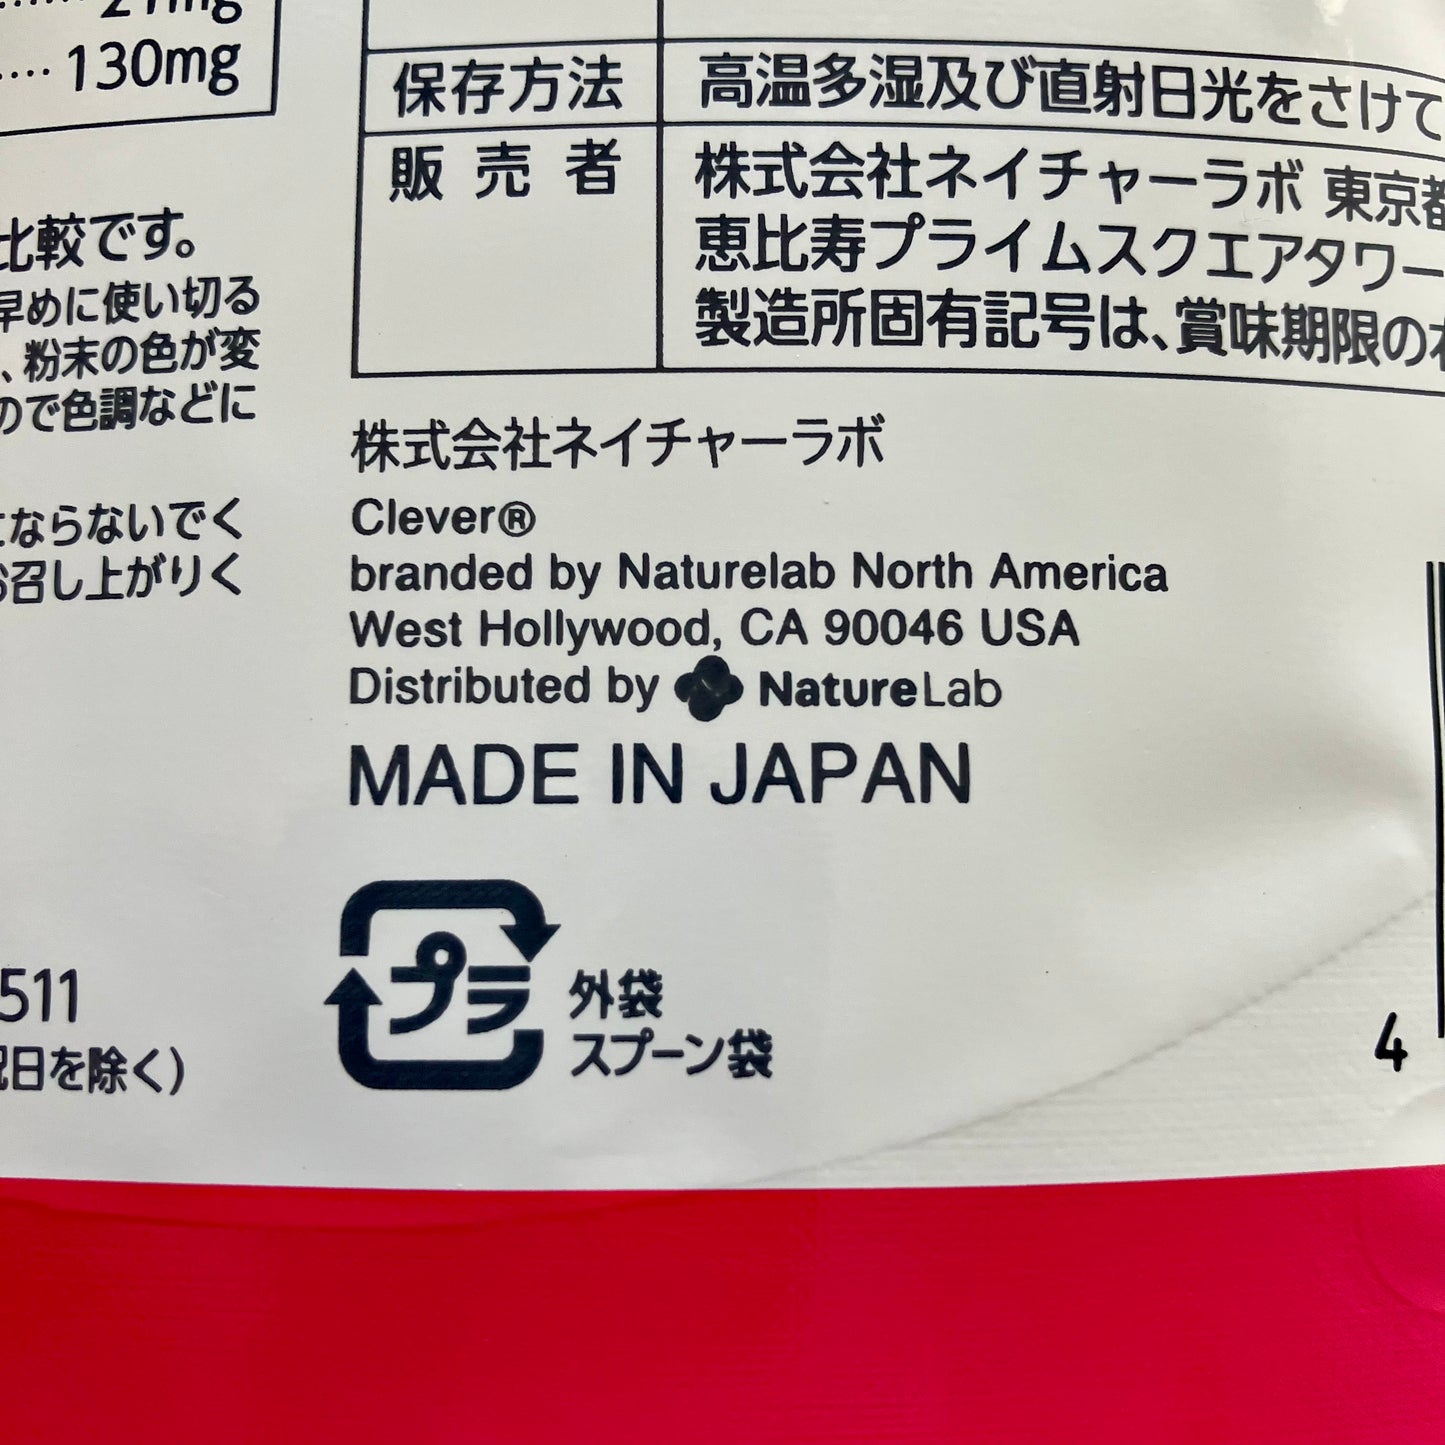 130mg
比較です。
早めに使い切る
、粉末の色が変
ので色調などに
にならないでく
お召し上がりく
511
日を除く)
保存方法
高温多湿及び直射日光をさけて
販売者
株式会社ネイチャーラボ 東京都
恵比寿プライムスクエアタワー
製造所固有記号は、賞味期限の
株式会社ネイチャーラボ
Clever®
branded by Naturelab North America
West Hollywood, CA 90046 USA
Distributed by NatureLab
MADE IN JAPAN
プラ
外袋
スプーン袋
4